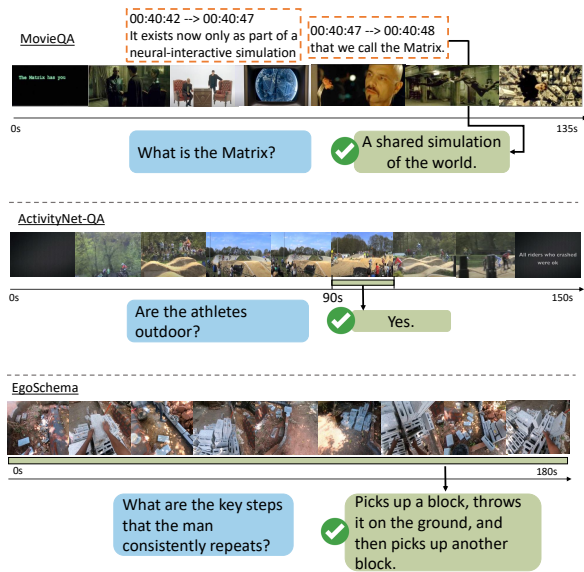 MovieQA
00:40:42 --> 00:40:47
It exists now only as part of a
neural-interactive simulation
00:40:47 --> 00:40:48
that we call the Matrix.
The Matrix has you
0s
135s
What is the Matrix?
A shared simulation
of the world.
ActivityNet-QA
All riders who crashed
were ok
0s
90s
150s
Are the athletes
outdoor?
Yes.
EgoSchema
0s
180s
What are the key steps
that the man
consistently repeats?
Picks up a block, throws
it on the ground, and
then picks up another
block.